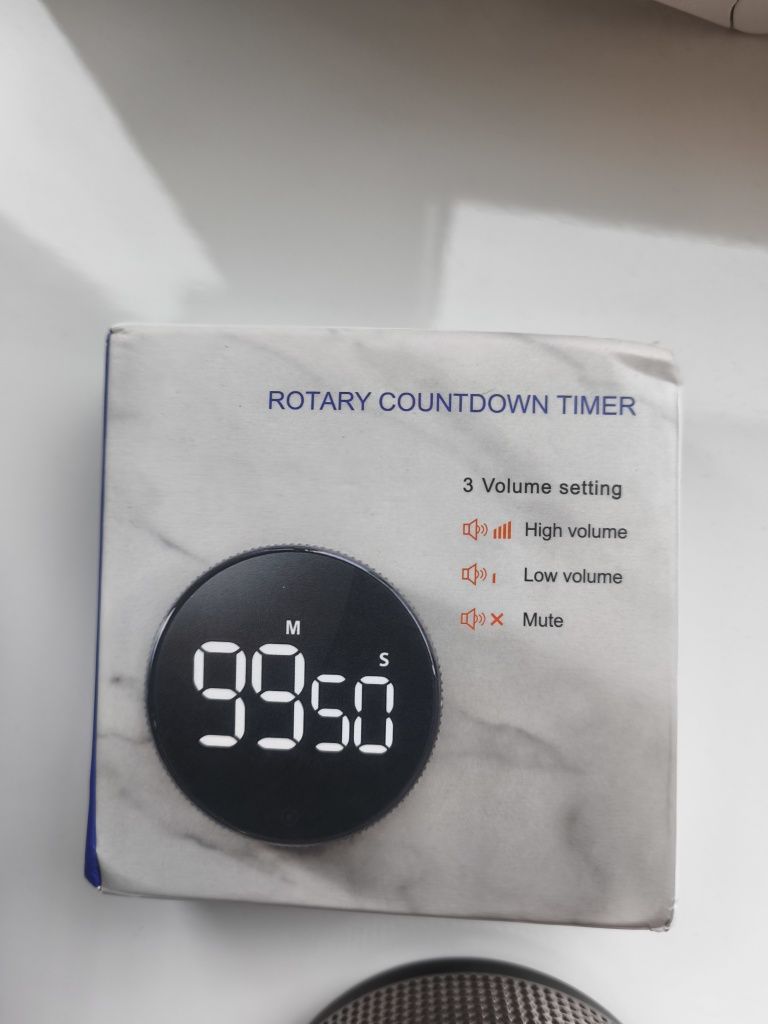 ROTARY COUNTDOWN TIMER
3 Volume setting
High volume
Low volume
Mute
M
S
99 50